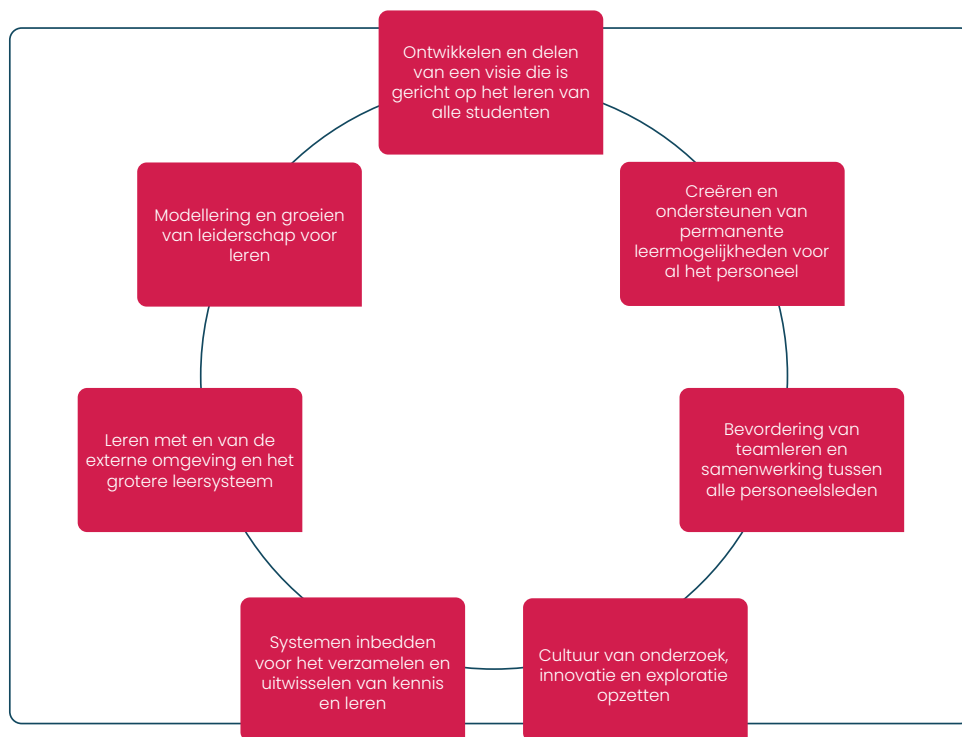 Ontwikkelen en delen
van een visie die is
gericht op het leren van
alle studenten
Creëren en
ondersteunen van
permanente
leermogelijkheden voor
al het personeel
Bevordering van
teamleren en
samenwerking tussen
alle personeelsleden
Cultuur van onderzoek,
innovatie en exploratie
opzetten
Systemen inbedden
voor het verzamelen en
uitwisselen van kennis
en leren
Leren met en van de
externe omgeving en het
grotere leersysteem
Modellering en groeien
van leiderschap voor
leren